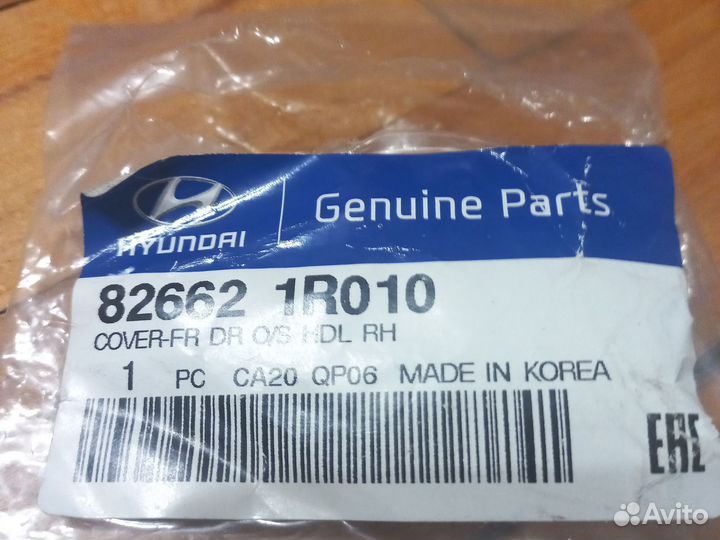 HYUNDAI
Genuine Parts
82662 1R010
COVER-FR DR O/S HDL RH
1 PC CA20 QP06 MADE IN KOREA
EAC
Avito